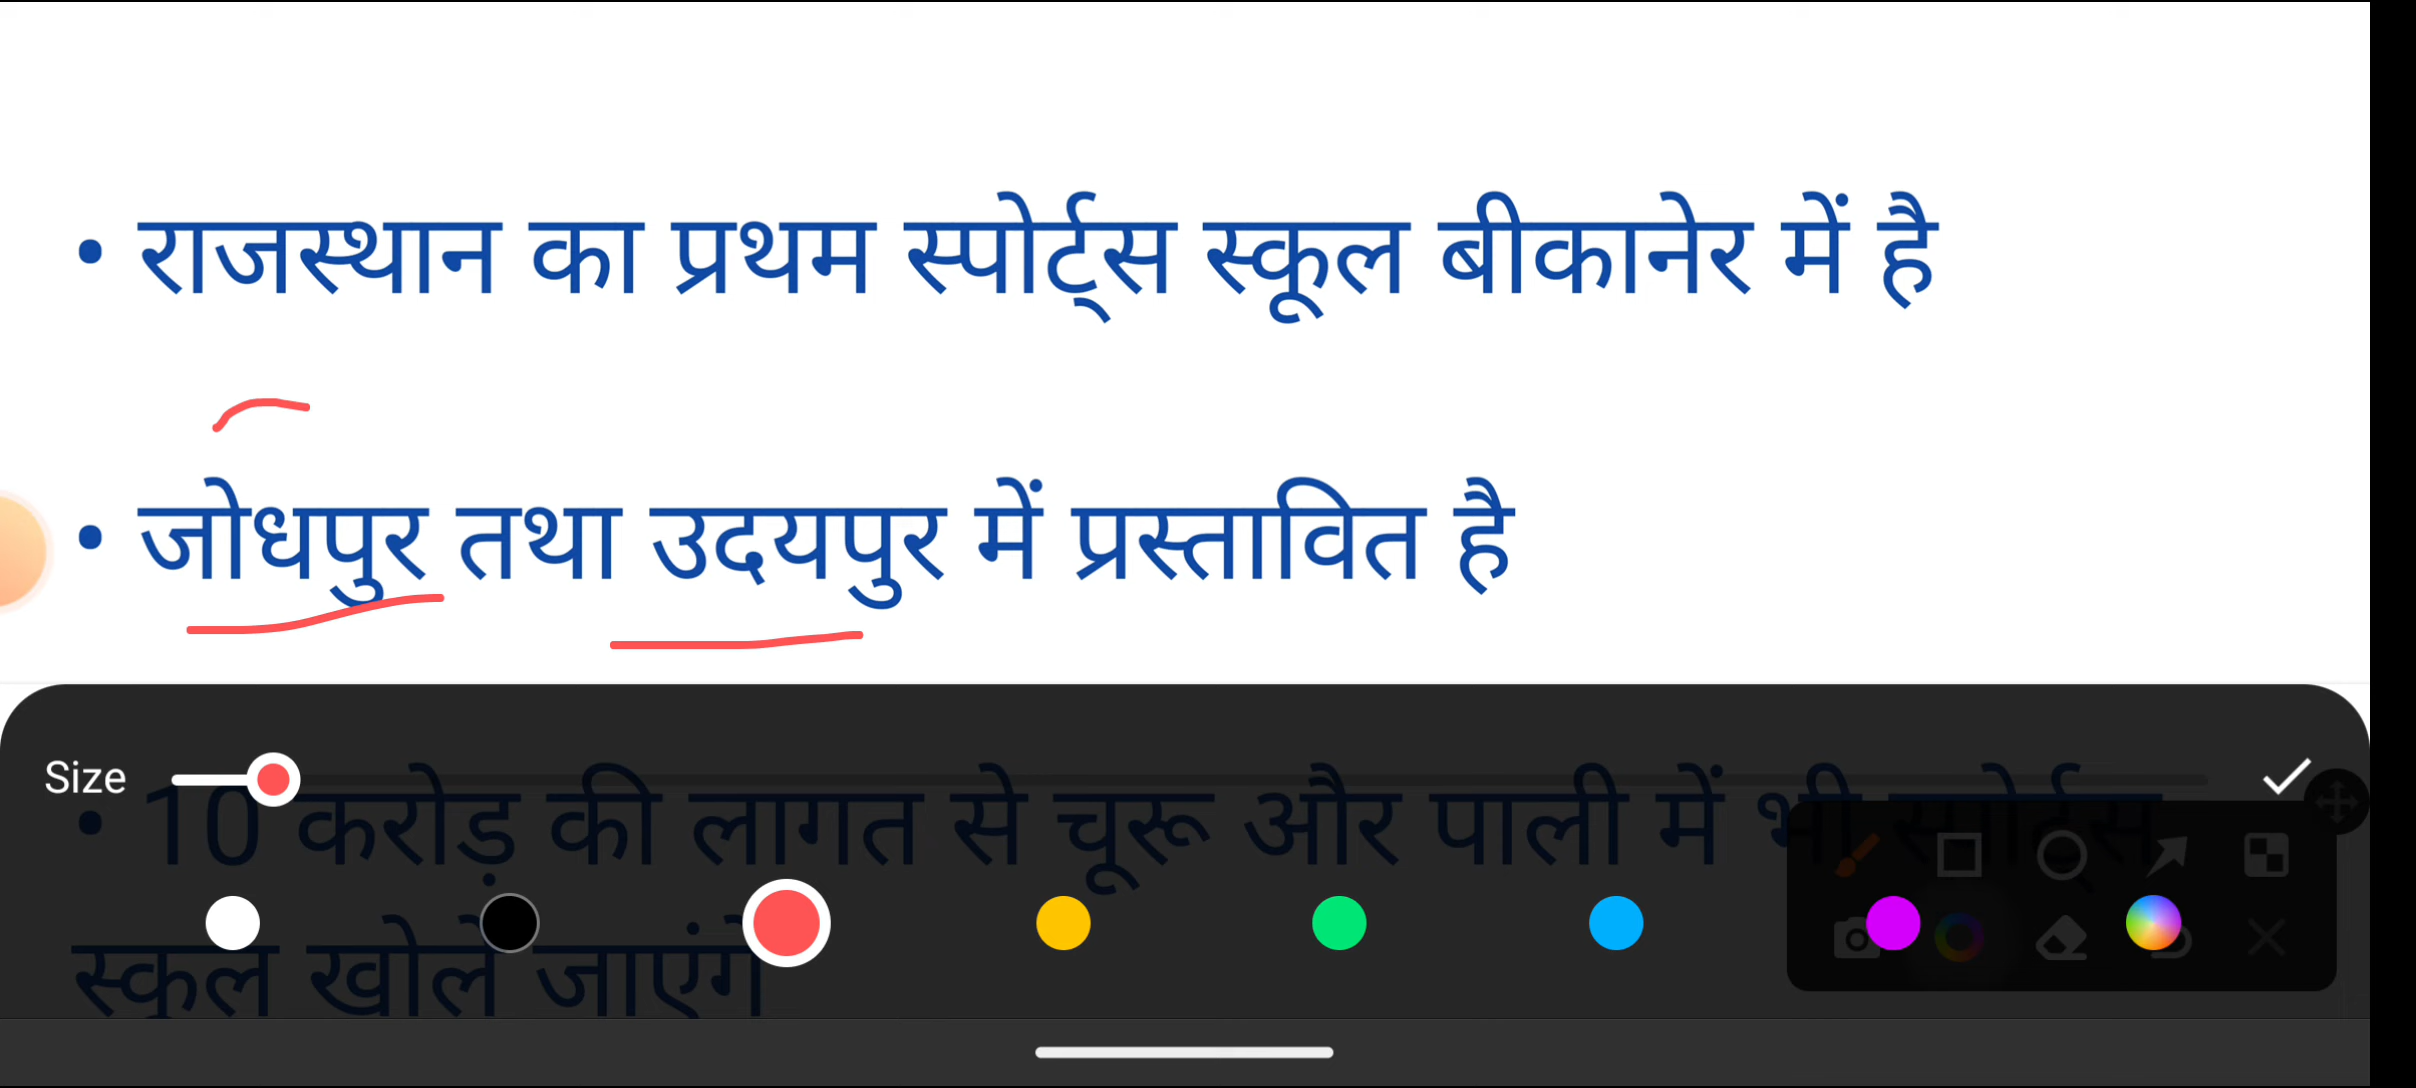 • राजस्थान का प्रथम स्पोर्ट्स स्कूल बीकानेर में है
• जोधपुर तथा उदयपुर में प्रस्तावित है
Size
• 10 करोड़ की लागत से चूरू और पाली में भी स्पोर्ट्स
स्कूल खोले जाएंगे